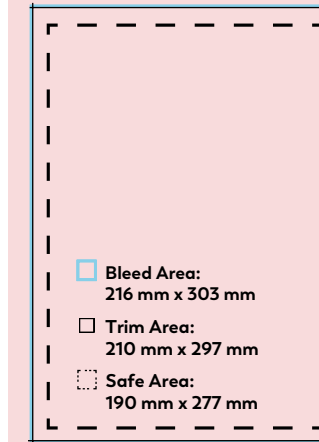 Bleed Area:
216 mm x 303 mm
Trim Area:
210 mm x 297 mm
Safe Area:
190 mm x 277 mm